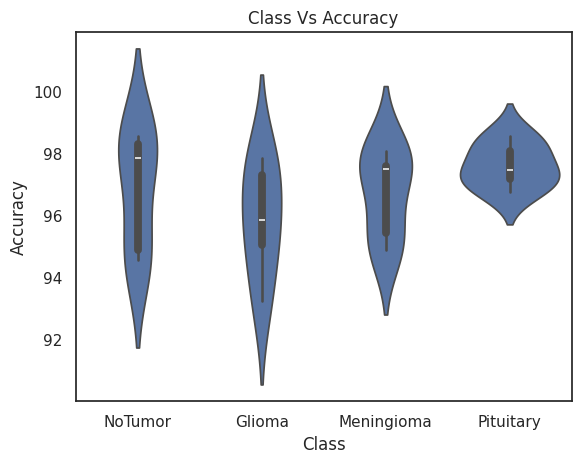 Class Vs Accuracy
Accuracy
100
98
96
94
92
NoTumor Glioma Meningioma Pituitary
Class